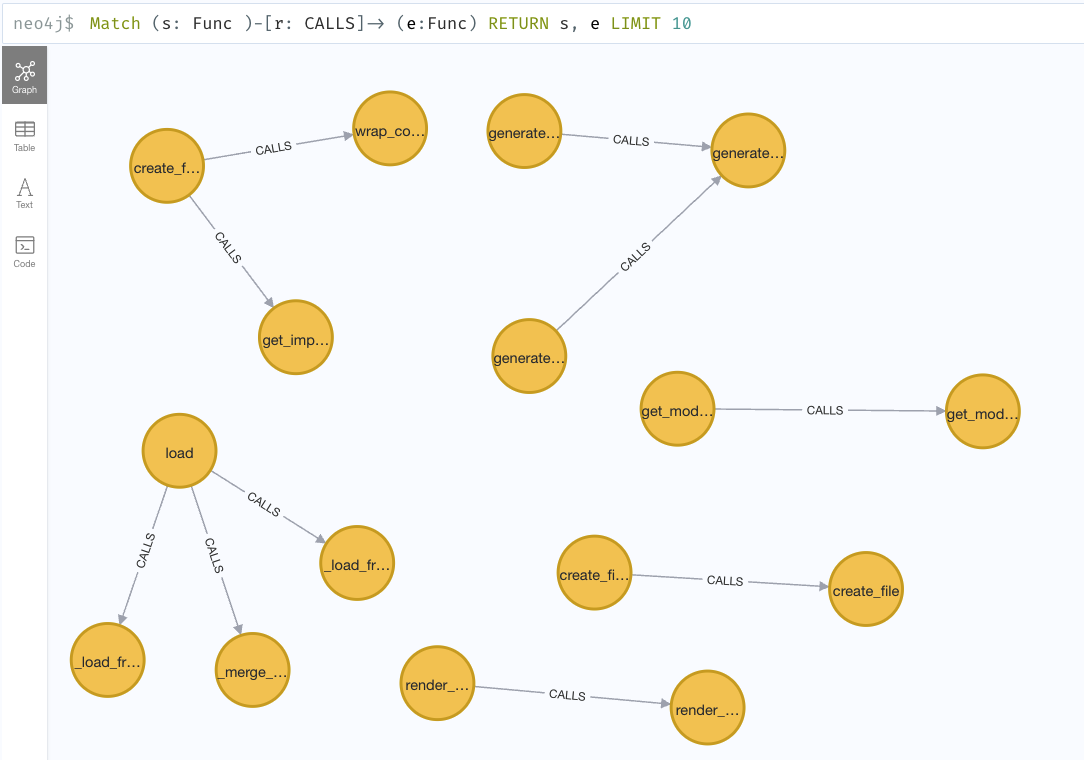 neo4j$ Match (s: Func )-[r: CALLS]→ (e:Func) RETURN s, e LIMIT 10
Graph
Table
Text
Code
create_f...
CALLS
wrap_co...
CALLS
get_imp...
generate...
CALLS
generate...
CALLS
generate...
get_mod...
CALLS
get_mod...
load
CALLS
_load_fr...
CALLS
_merge_...
CALLS
_load_fr...
create_fi...
CALLS
create_file
render_...
CALLS
render_...